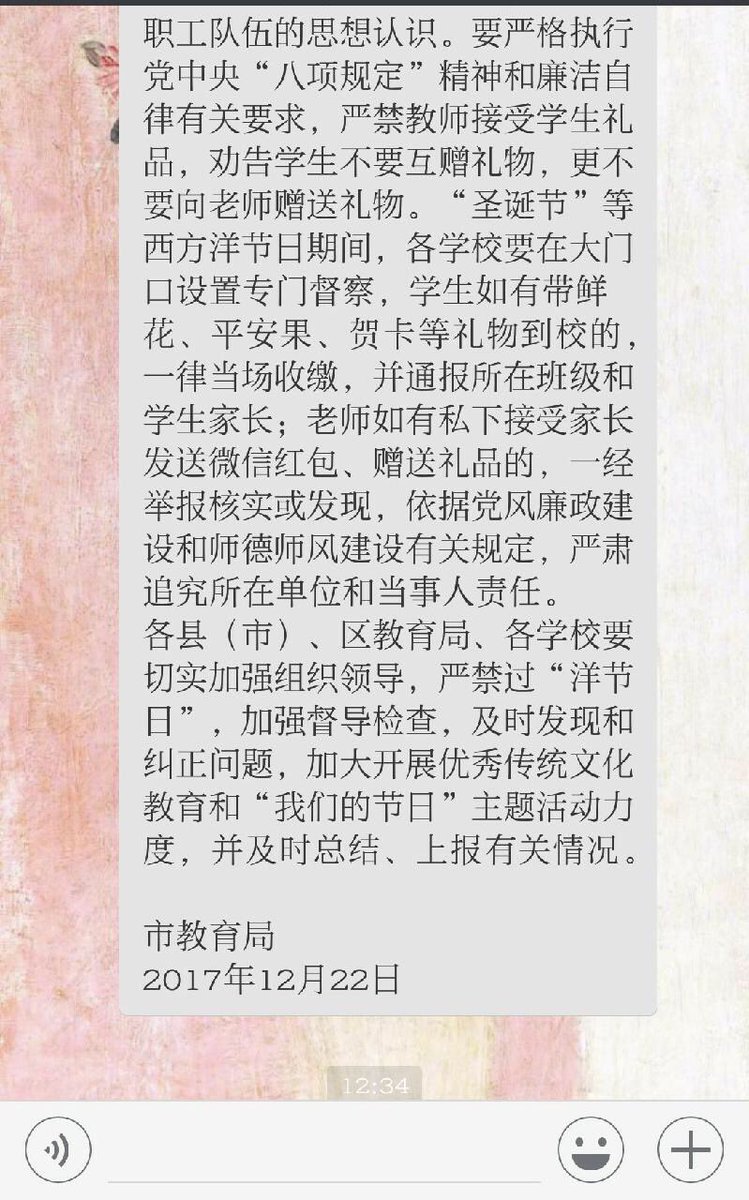 职工队伍的思想认识。要严格执行
党中央“八项规定”精神和廉洁自
律有关要求，严禁教师接受学生礼
品，劝告学生不要互赠礼物，更不
要向老师赠送礼物。“圣诞节”等
西方洋节日期间，各学校要在大门
口设置专门督察，学生如有带鲜
花、平安果、贺卡等礼物到校的，
一律当场收缴，并通报所在班级和
学生家长；老师如有私下接受家长
发送微信红包、赠送礼品的，一经
举报核实或发现，依据党风廉政建
设和师德师风建设有关规定，严肃
追究所在单位和当事人责任。
各县（市）、区教育局、各学校要
切实加强组织领导，严禁过“洋节
日”，加强督导检查，及时发现和
纠正问题，加大开展优秀传统文化
教育和“我们的节日”主题活动力
度，并及时总结、上报有关情况。
市教育局
2017年12月22日
12:34